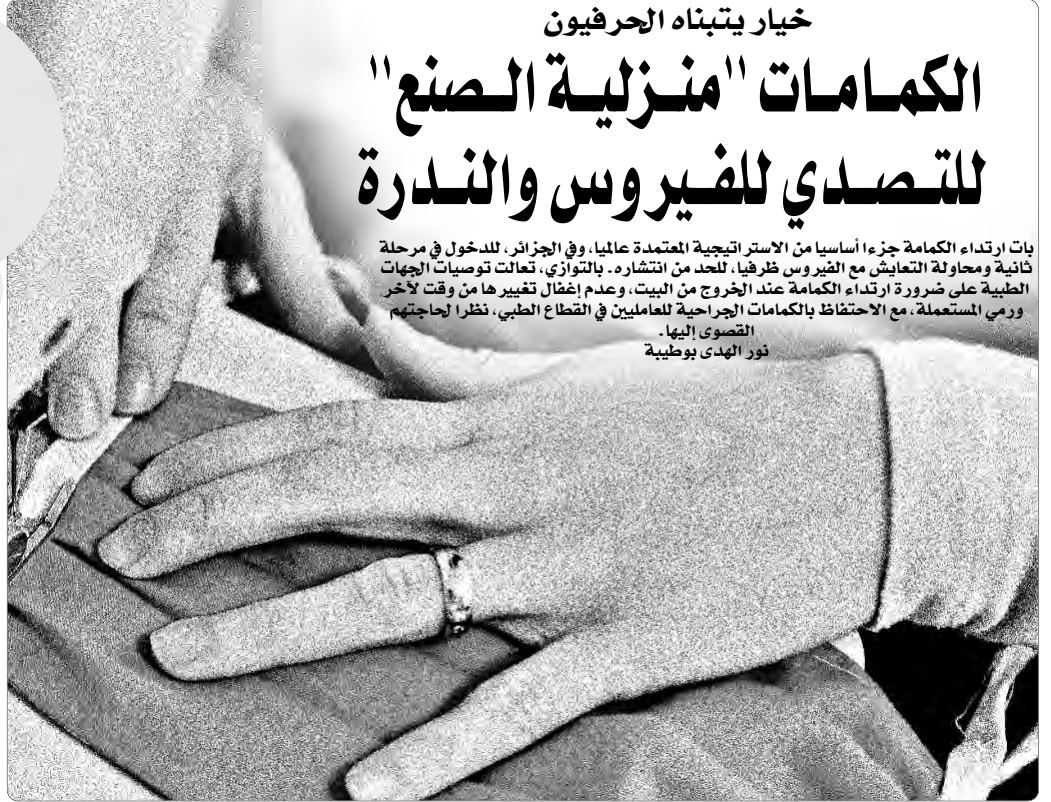 خيار يتبناه الحرفيون
الكمامات "منزلية الصنع"
للتصدي للفيروس والندرة
بات ارتداء الكمامة جزءا أساسيا من الاستراتيجية المعتمدة عالميا، وفي الجزائر، للدخول في مرحلة
ثانية ومحاولة التعايش مع الفيروس ظرفيا، للحد من انتشاره. بالتوازي، تعالت توصيات الجهات
الطبية على ضرورة ارتداء الكمامة عند الخروج من البيت، وعدم إغفال تغييرها من وقت لآخر
ورمي المستعملة، مع الاحتفاظ بالكمامات الجراحية للعامليين في القطاع الطبي، نظرا لحاجتهم
القصوى إليها.
نور الهدى بوطيبة